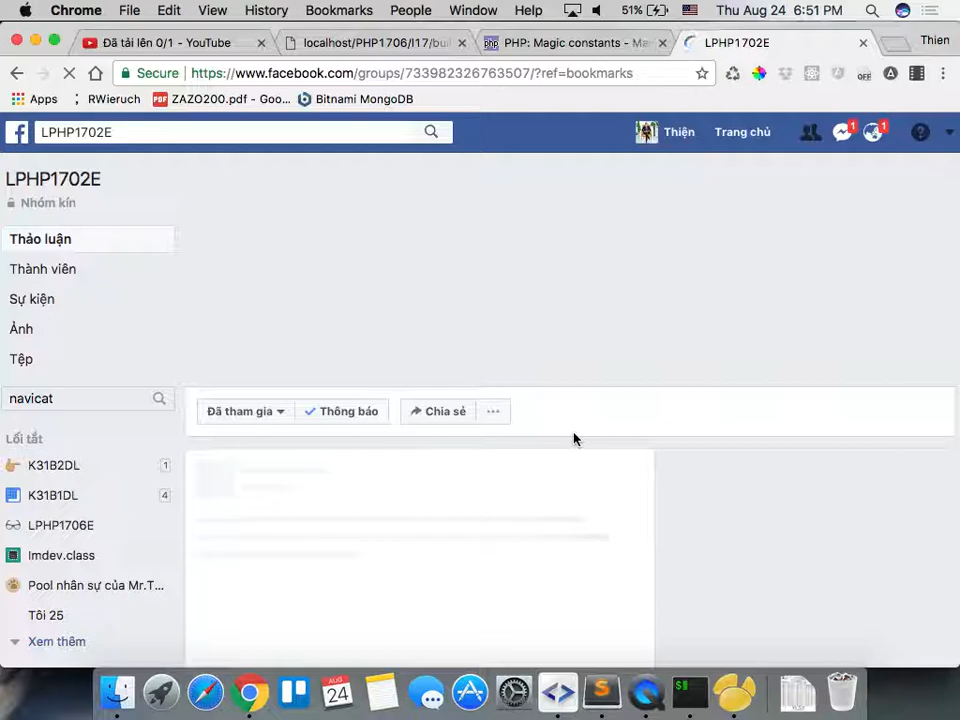 Chrome File Edit View History Bookmarks People Window Help 51% Thu Aug 24 6:51 PM
Đã tải lên 0/1 - YouTube localhost/PHP1706/l17/bui PHP: Magic constants - Ma LPHP1702E Thien
Secure https://www.facebook.com/groups/733982326763507/?ref=bookmarks OFF
Apps RWieruch PDF ZAZO200.pdf - Goo... Bitnami MongoDB
LPHP1702E Thiện Trang chủ 1 1
LPHP1702E
Nhóm kín
Thảo luận
Thành viên
Sự kiện
Ảnh
Tệp
navicat
Đã tham gia Thông báo Chia sẻ ...
Lối tắt
K31B2DL 1
K31B1DL 4
LPHP1706E
Imdev.class
Pool nhân sự của Mr.T...
Tôi 25
Xem thêm
AUG
24